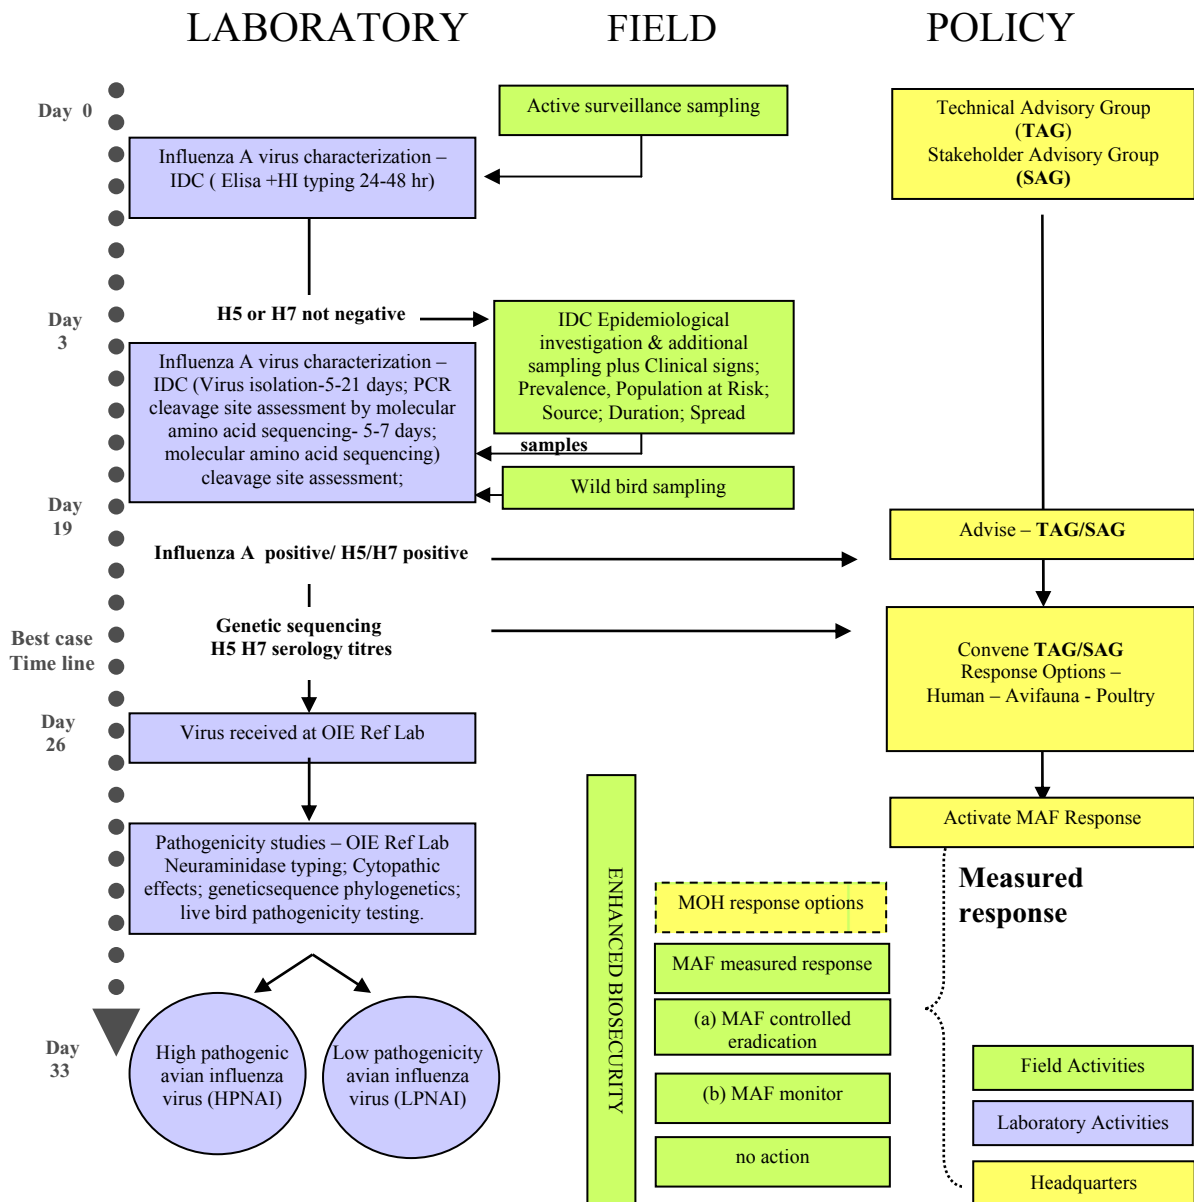 LABORATORY
FIELD
POLICY
Day 0
Active surveillance sampling
Technical Advisory Group
(TAG)
Stakeholder Advisory Group
(SAG)
Influenza A virus characterization –
IDC ( Elisa +HI typing 24-48 hr)
H5 or H7 not negative
Day
3
IDC Epidemiological
investigation & additional
sampling plus Clinical signs;
Prevalence, Population at Risk;
Source; Duration; Spread
Influenza A virus characterization –
IDC (Virus isolation-5-21 days; PCR
cleavage site assessment by molecular
amino acid sequencing- 5-7 days;
molecular amino acid sequencing)
cleavage site assessment;
samples
Wild bird sampling
Day
19
Advise – TAG/SAG
Influenza A  positive/ H5/H7 positive
Best case
Time line
Genetic sequencing
H5 H7 serology titres
Convene TAG/SAG
Response Options –
Human – Avifauna - Poultry
Day
26
Virus received at OIE Ref Lab
Activate MAF Response
Pathogenicity studies – OIE Ref Lab
Neuraminidase typing; Cytopathic
effects; geneticsequence phylogenetics;
live bird pathogenicity testing.
ENHANCED BIOSECURITY
Measured
response
MOH response options
MAF measured response
(a) MAF controlled
eradication
(b) MAF monitor
no action
Day
33
High pathogenic
avian influenza
virus (HPNAI)
Low pathogenicity
avian influenza
virus (LPNAI)
Field Activities
Laboratory Activities
Headquarters